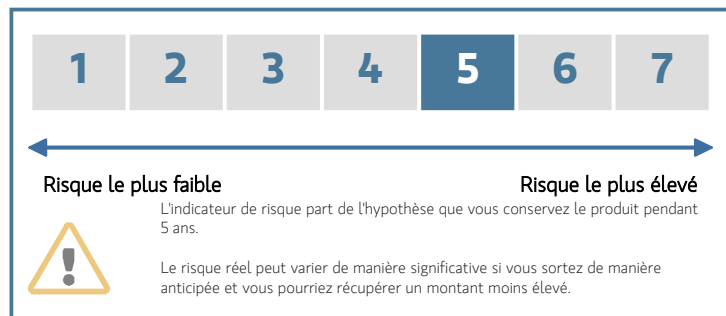 1 2 3 4 5 6 7
Risque le plus faible Risque le plus élevé
L'indicateur de risque part de l'hypothèse que vous conservez le produit pendant
5 ans.
Le risque réel peut varier de manière significative si vous sortez de manière
anticipée et vous pourriez récupérer un montant moins élevé.